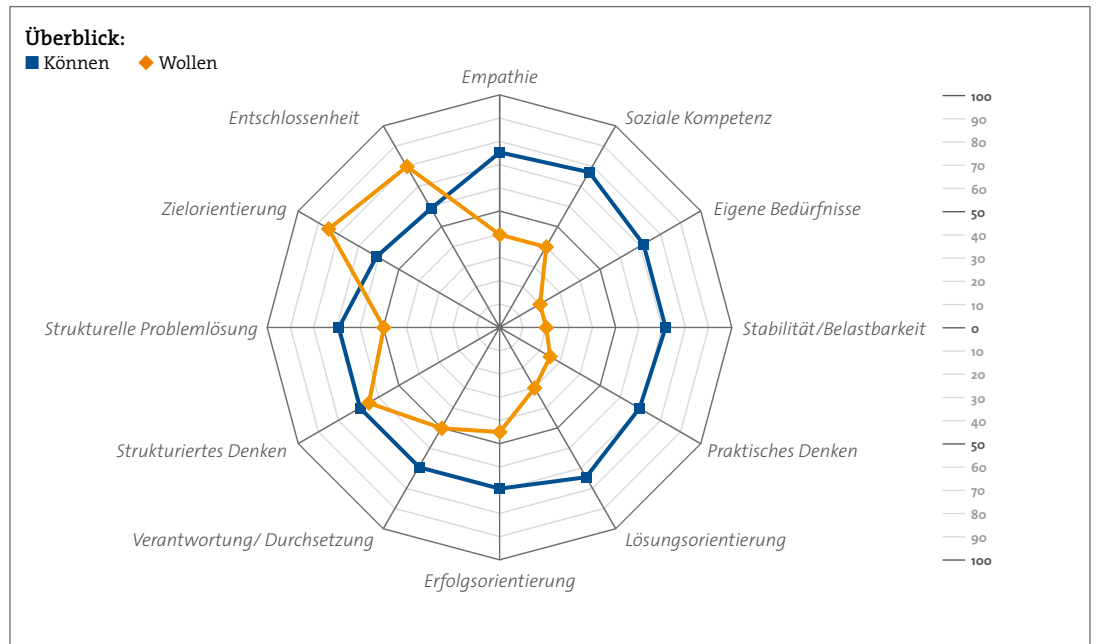 Überblick:
Können Wollen
Empathie
Entschlossenheit
Soziale Kompetenz
Zielorientierung
Eigene Bedürfnisse
Strukturelle Problemlösung
Stabilität/Belastbarkeit
Strukturiertes Denken
Praktisches Denken
Verantwortung/ Durchsetzung
Lösungsorientierung
Erfolgsorientierung
100
90
80
70
60
50
40
30
20
10
0
10
20
30
40
50
60
70
80
90
100